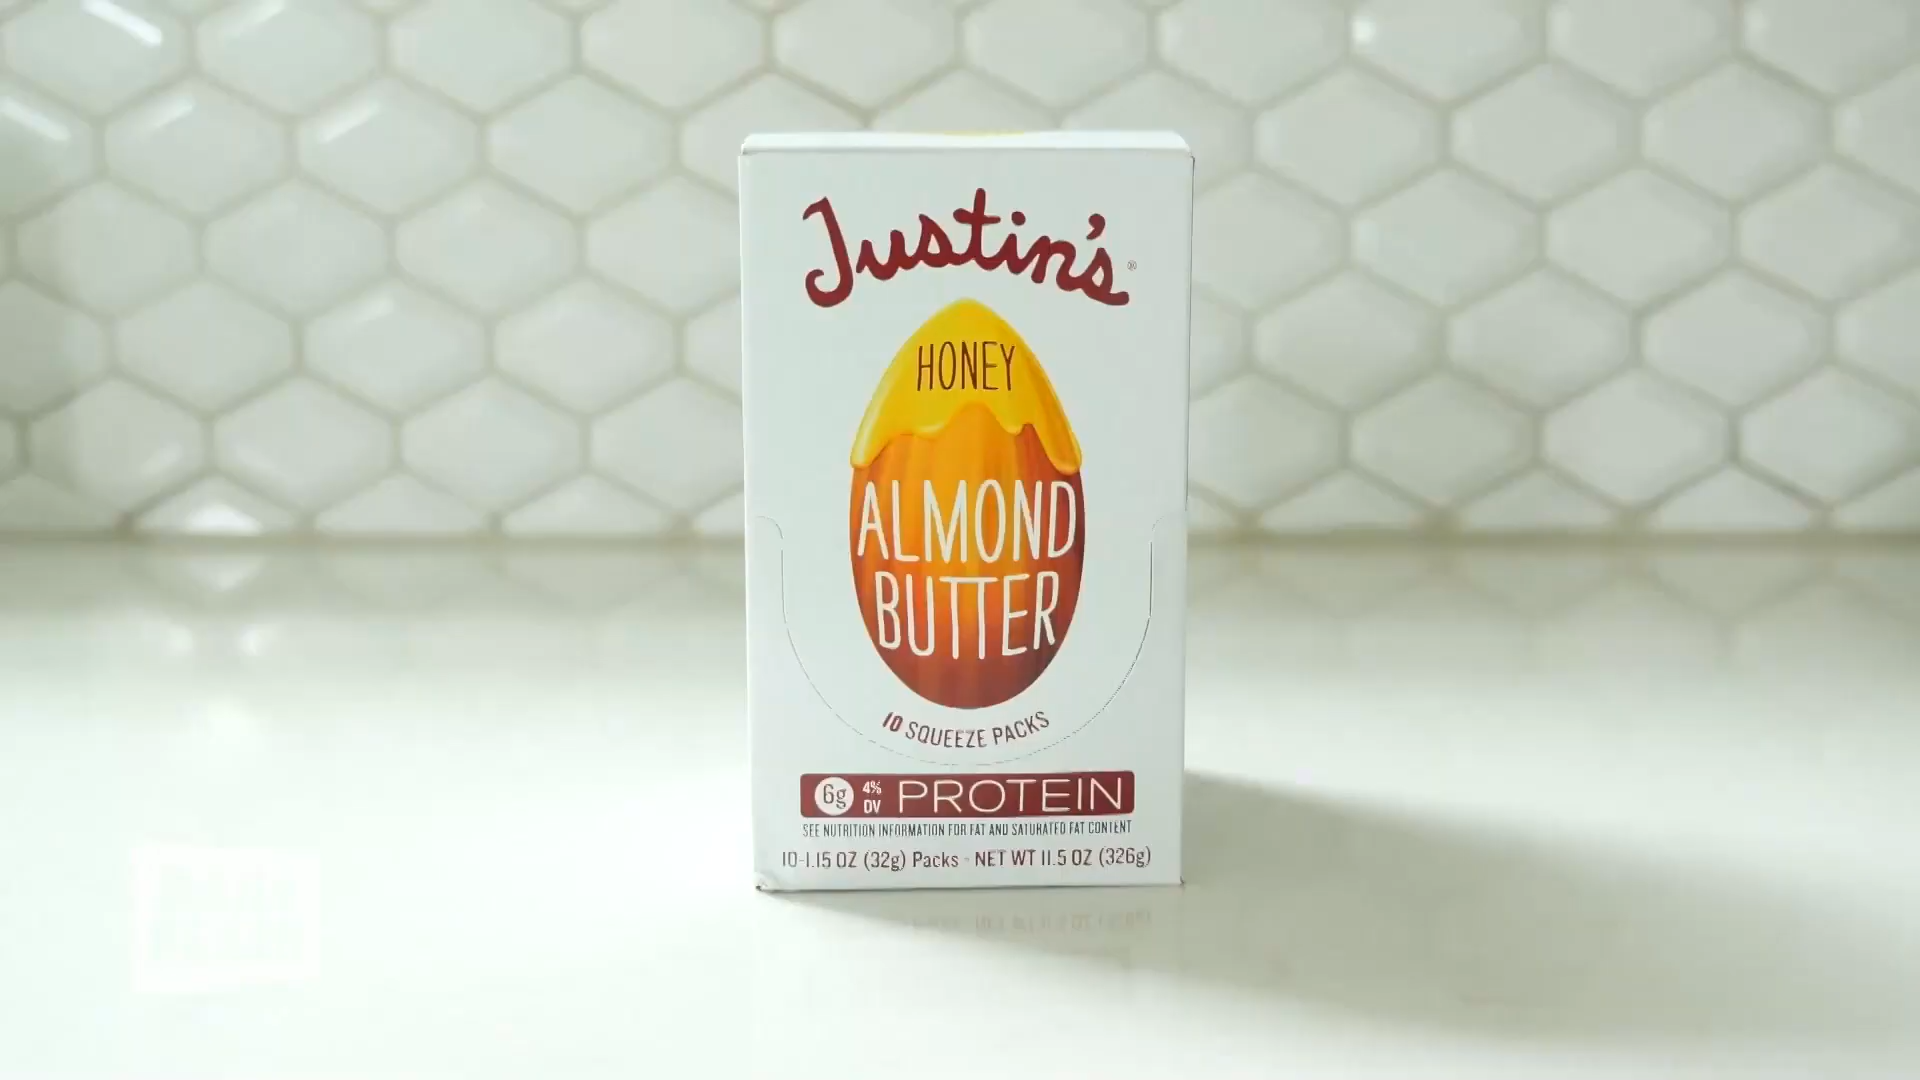 Justin's®
HONEY
ALMOND
BUTTER
10 SQUEEZE PACKS
6g 4% DV PROTEIN
SEE NUTRITION INFORMATION FOR FAT AND SATURATED FAT CONTENT
10-1.15 OZ (32g) Packs - NET WT 11.5 OZ (326g)